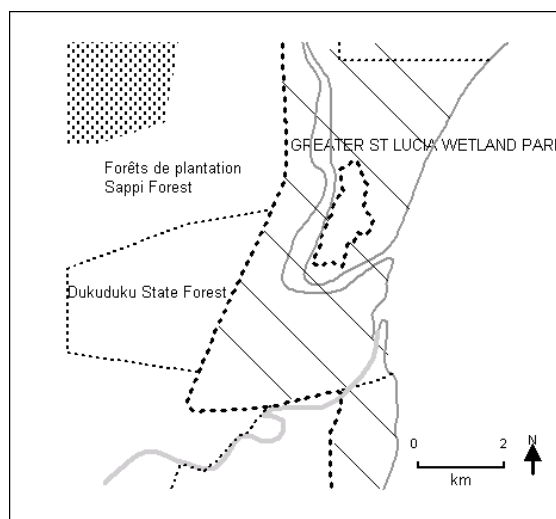 GREATER ST LUCIA WETLAND PARK
Forêts de plantation
Sappi Forest
Dukuduku State Forest
0 2 N
km